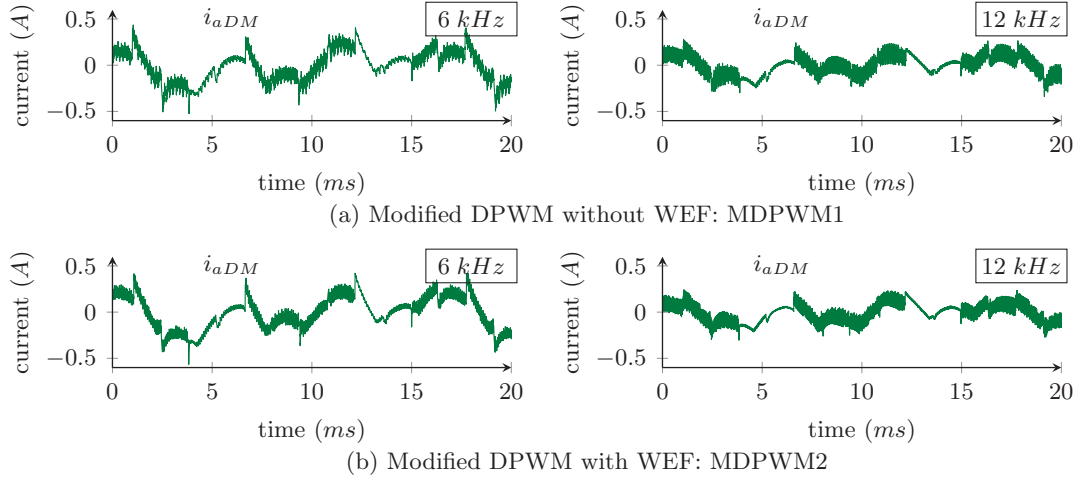 0.5
0
−0.5
current (A)
i_aDM
6 kHz
0 5 10 15 20
time (ms)
0.5
0
−0.5
current (A)
i_aDM
12 kHz
0 5 10 15 20
time (ms)
(a) Modified DPWM without WEF: MDPWM1
0.5
0
−0.5
current (A)
i_aDM
6 kHz
0 5 10 15 20
time (ms)
0.5
0
−0.5
current (A)
i_aDM
12 kHz
0 5 10 15 20
time (ms)
(b) Modified DPWM with WEF: MDPWM2